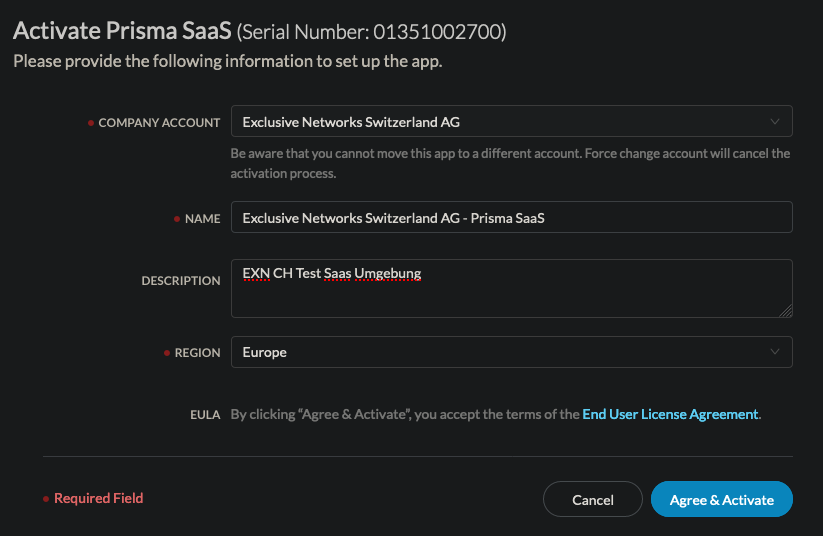 Activate Prisma SaaS (Serial Number: 01351002700)
Please provide the following information to set up the app.
COMPANY ACCOUNT Exclusive Networks Switzerland AG
Be aware that you cannot move this app to a different account. Force change account will cancel the
activation process.
NAME Exclusive Networks Switzerland AG - Prisma SaaS
DESCRIPTION EXN CH Test Saas Umgebung
REGION Europe
EULA By clicking “Agree & Activate”, you accept the terms of the End User License Agreement.
Required Field Cancel Agree & Activate